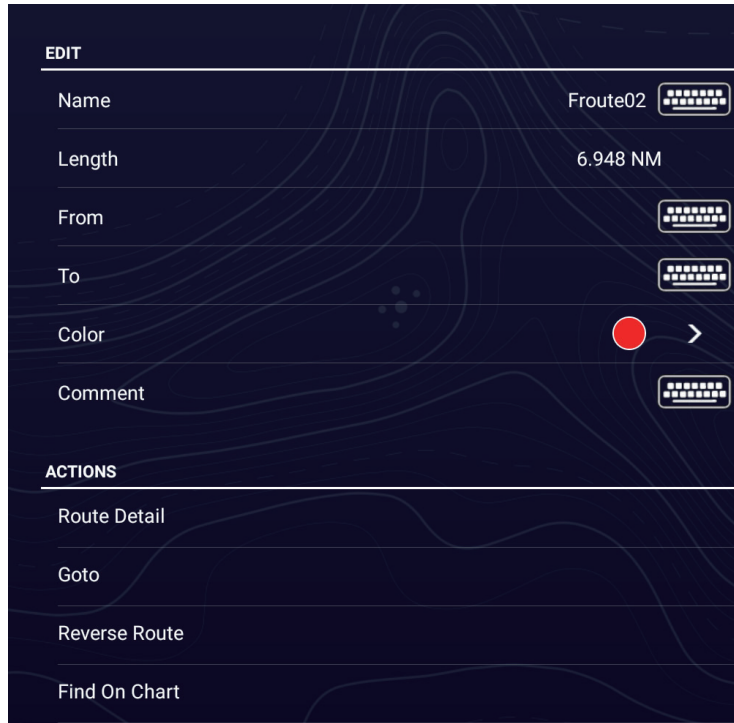 EDIT
Name Froute02
Length 6.948 NM
From
To
Color
Comment
ACTIONS
Route Detail
Goto
Reverse Route
Find On Chart